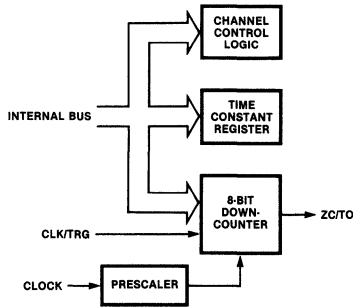 CHANNEL
CONTROL
LOGIC
INTERNAL BUS
TIME
CONSTANT
REGISTER
8-BIT
DOWN-
COUNTER
ZC/TO
CLK/TRG
CLOCK
PRESCALER